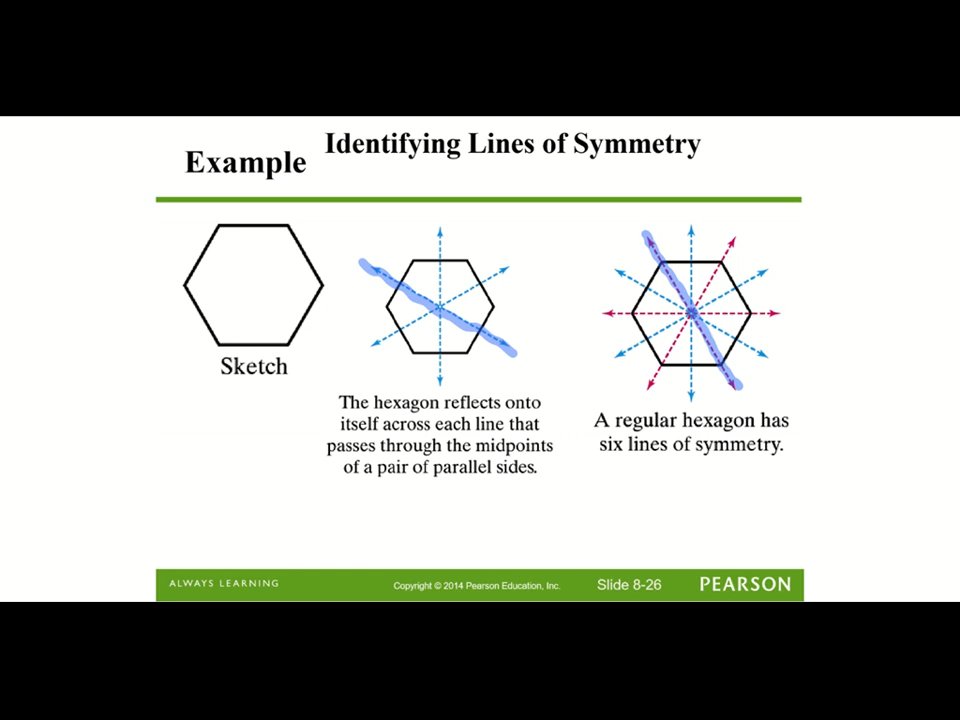 Identifying Lines of Symmetry
Example
Sketch
The hexagon reflects onto
itself across each line that
passes through the midpoints
of a pair of parallel sides.
A regular hexagon has
six lines of symmetry.
ALWAYS LEARNING
Copyright © 2014 Pearson Education, Inc.
Slide 8-26
PEARSON